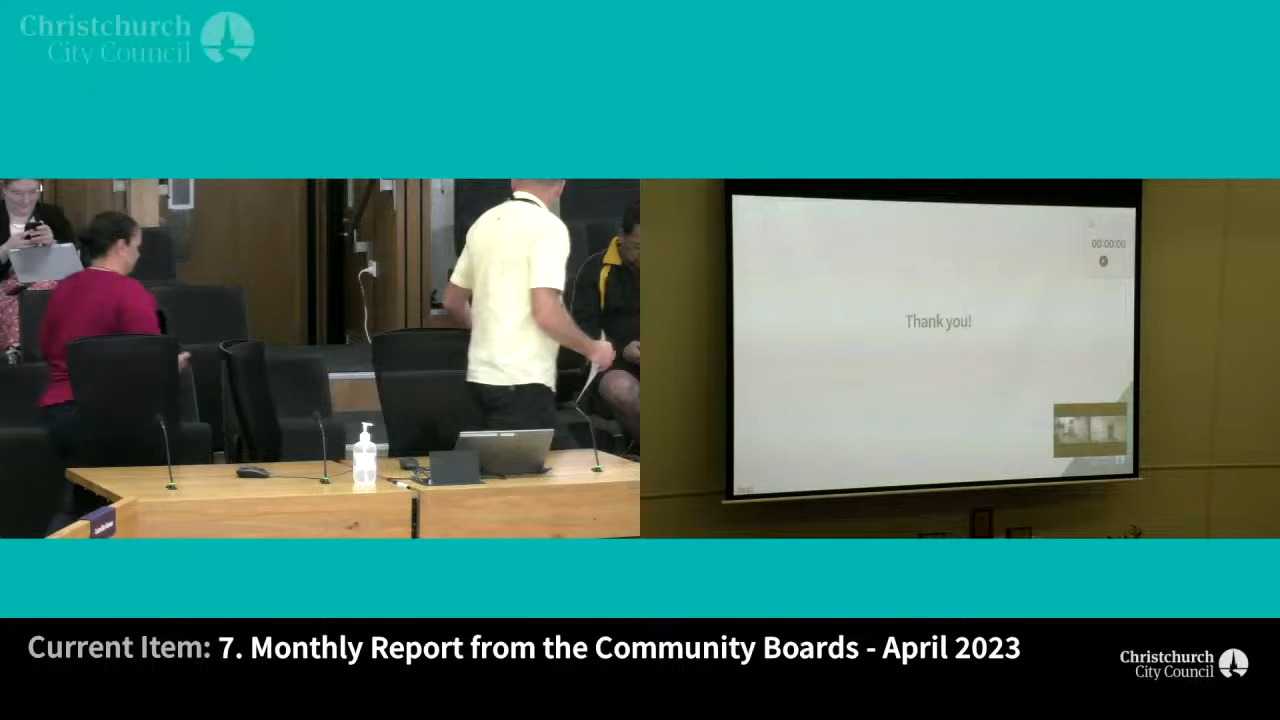 Christchurch
City Council
00:00:00
Thank you!
Current Item: 7. Monthly Report from the Community Boards - April 2023
Christchurch
City Council